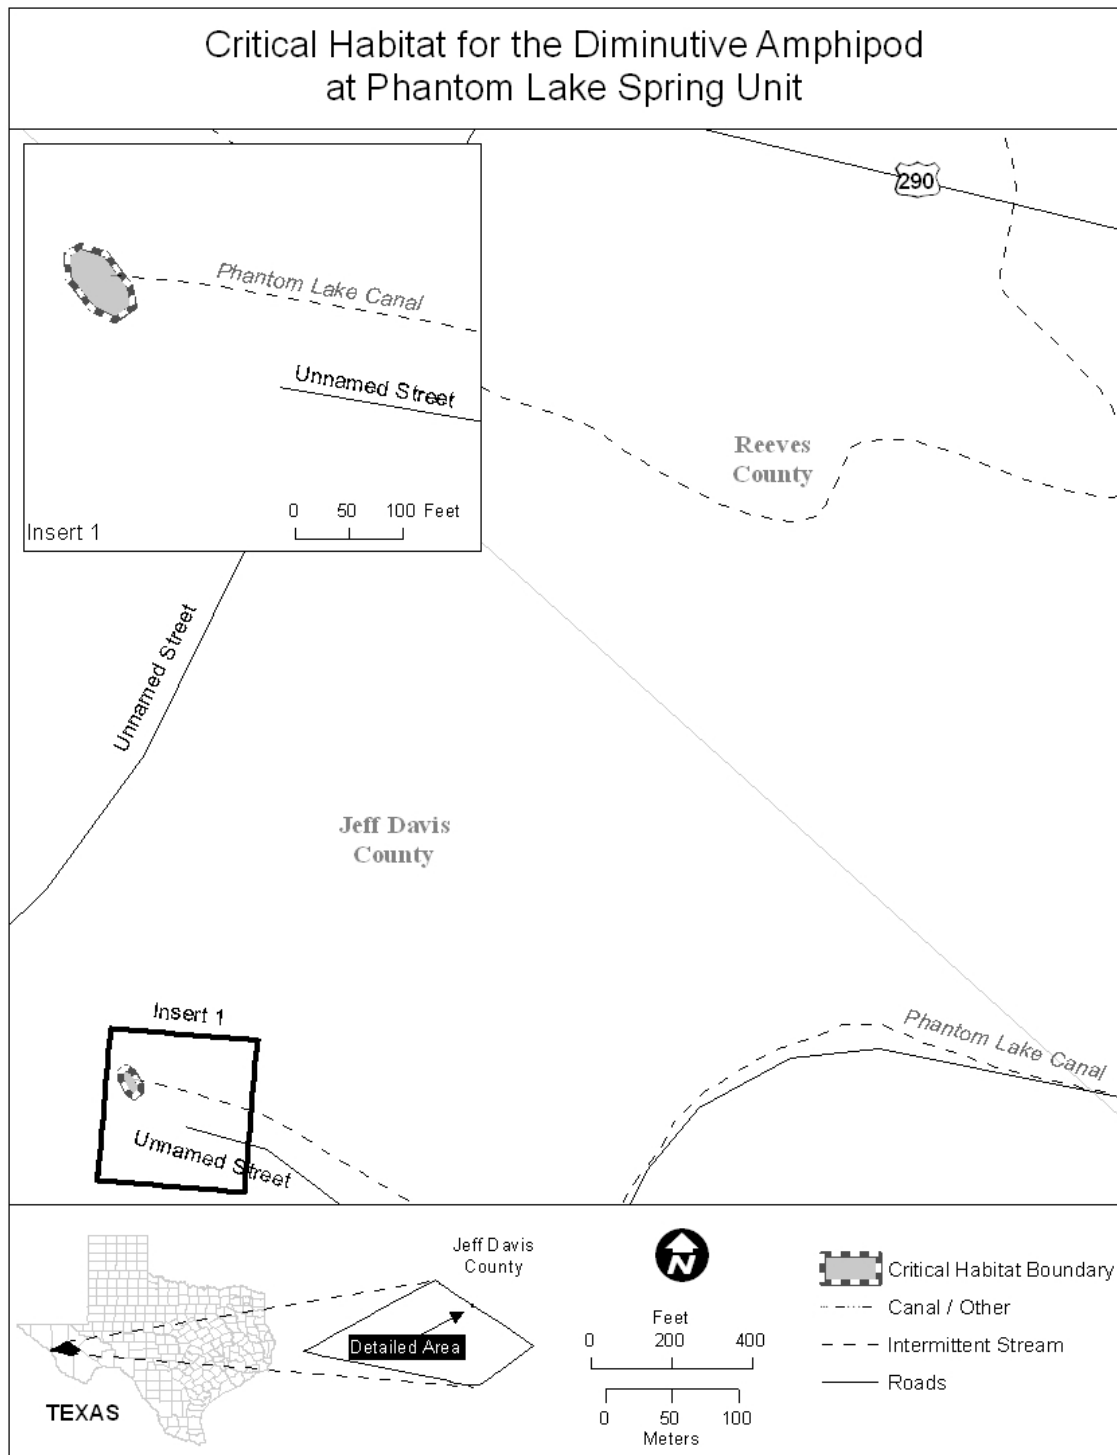 Critical Habitat for the Diminutive Amphipod
at Phantom Lake Spring Unit
290
Phantom Lake Canal
Unnamed Street
0 50 100 Feet
Insert 1
Reeves
County
Unnamed Street
Jeff Davis
County
Insert 1
Unnamed Street
Phantom Lake Canal
TEXAS
Jeff Davis
County
Detailed Area
N
Feet
0 200 400
0 50 100
Meters
Critical Habitat Boundary
Canal / Other
Intermittent Stream
Roads